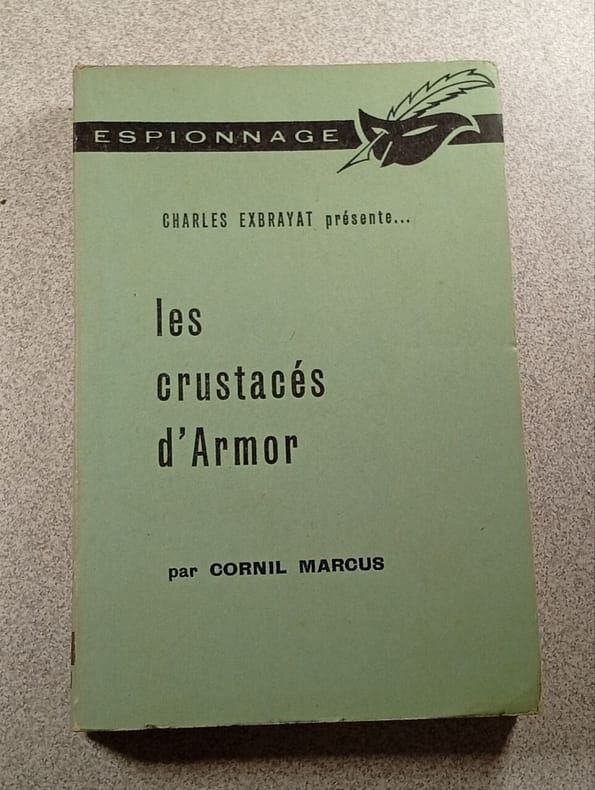 ESPIONNAGE
CHARLES EXBRAYAT présente...
les
crustacés
d'Armor
par CORNIL MARCUS